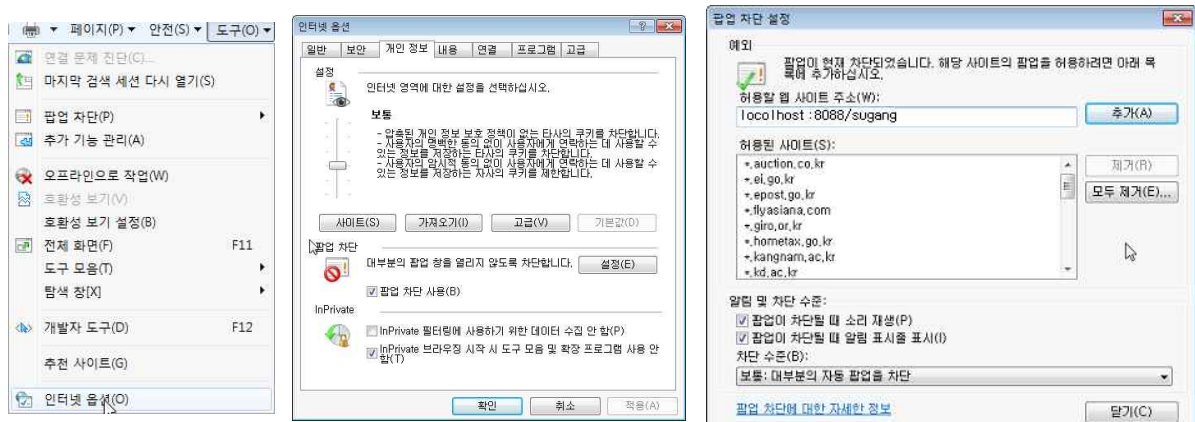 페이지(P) ▼ 안전(S) ▼ 도구(O) ▼
연결 문제 진단(C)...
마지막 검색 세션 다시 열기(S)
팝업 차단(P)
추가 기능 관리(A)
오프라인으로 작업(W)
호환성 보기(V)
호환성 보기 설정(B)
전체 화면(F) F11
도구 모음(T)
탐색 창[X]
개발자 도구(D) F12
추천 사이트(G)
인터넷 옵션(O)
인터넷 옵션
일반 보안 개인 정보 내용 연결 프로그램 고급
설정
인터넷 영역에 대한 설정을 선택하십시오.
보통
- 압축된 개인 정보 보호 정책이 없는 타사의 쿠키를 차단합니다.
- 사용자의 명백한 동의 없이 사용자에게 연락하는 데 사용할 수
있는 정보를 저장하는 타사의 쿠키를 차단합니다.
- 사용자의 암시적 동의 없이 사용자에게 연락하는 데 사용할 수
있는 정보를 저장하는 자사의 쿠키를 제한합니다.
사이트(S) 가져오기(I) 고급(V) 기본값(D)
팝업 차단
대부분의 팝업 창을 열리지 않도록 차단합니다. 설정(E)
팝업 차단 사용(B)
InPrivate
InPrivate 필터링에 사용하기 위한 데이터 수집 안 함(P)
InPrivate 브라우징 시작 시 도구 모음 및 확장 프로그램 사용 안
함(T)
확인 취소 적용(A)
팝업 차단 설정
예외
팝업이 현재 차단되었습니다. 해당 사이트의 팝업을 허용하려면 아래 목
록에 추가하십시오.
허용할 웹 사이트 주소(W):
locolhost:8088/sugang 추가(A)
허용된 사이트(S):
*.auction.co.kr 제거(R)
*.ei.go.kr 모두 제거(E)...
*.epost.go.kr
*.flyasiana.com
*.giro.or.kr
*.hometax.go.kr
*.kangnam.ac.kr
*.kd.ac.kr
알림 및 차단 수준:
팝업이 차단될 때 소리 재생(P)
팝업이 차단될 때 알림 표시줄 표시(I)
차단 수준(B):
보통: 대부분의 자동 팝업을 차단
팝업 차단에 대한 자세한 정보 닫기(C)